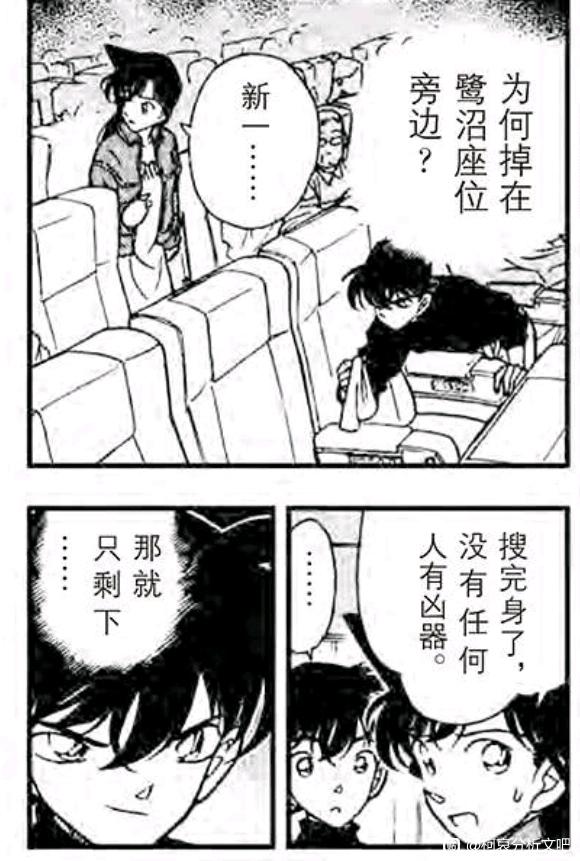 为何掉在
鹭沼座位
旁边？
新
一……
搜完身了，
没有任何
人有凶器。
……
那就
只剩下
……
@柯哀分析文吧